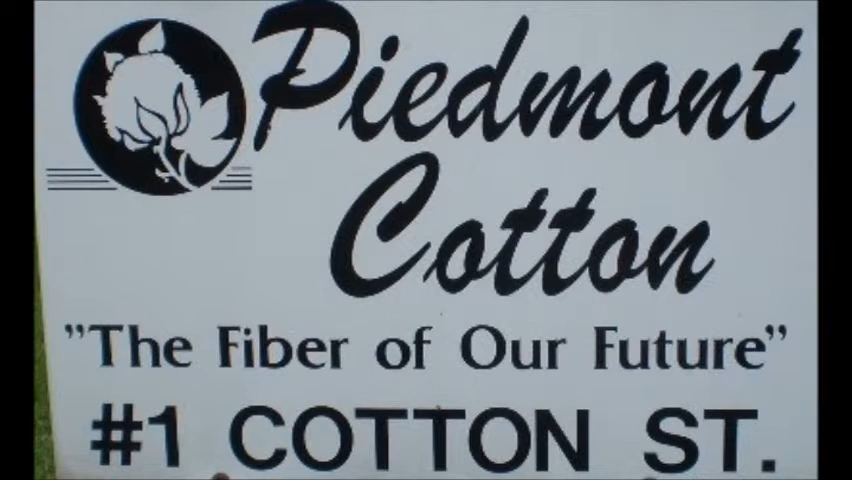 Piedmont
Cotton
"The Fiber of Our Future"
#1 COTTON ST.